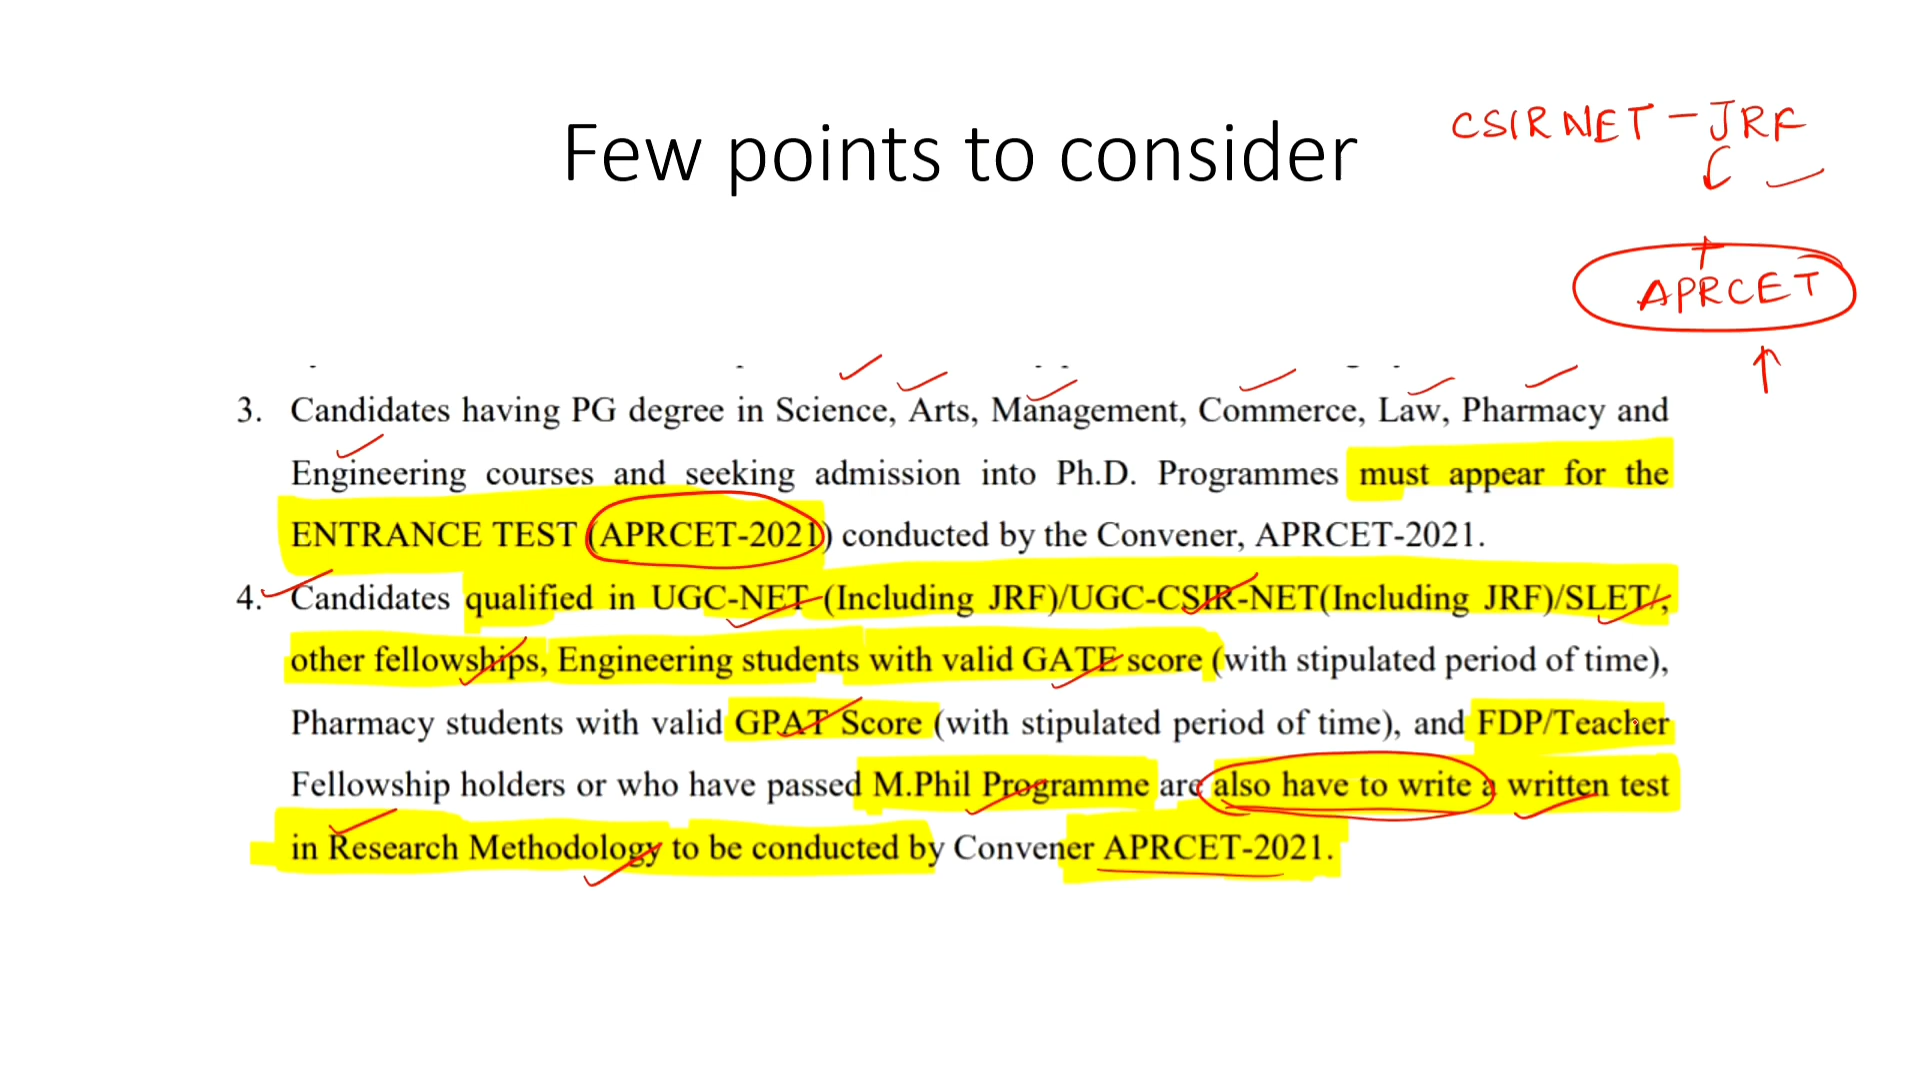 CSIR NET - JRF
Few points to consider
APRCET
3. Candidates having PG degree in Science, Arts, Management, Commerce, Law, Pharmacy and
Engineering courses and seeking admission into Ph.D. Programmes must appear for the
ENTRANCE TEST (APRCET-2021) conducted by the Convener, APRCET-2021.
4. Candidates qualified in UGC-NET (Including JRF)/UGC-CSIR-NET(Including JRF)/SLET/,
other fellowships, Engineering students with valid GATE score (with stipulated period of time),
Pharmacy students with valid GPAT Score (with stipulated period of time), and FDP/Teacher
Fellowship holders or who have passed M.Phil Programme are also have to write a written test
in Research Methodology to be conducted by Convener APRCET-2021.